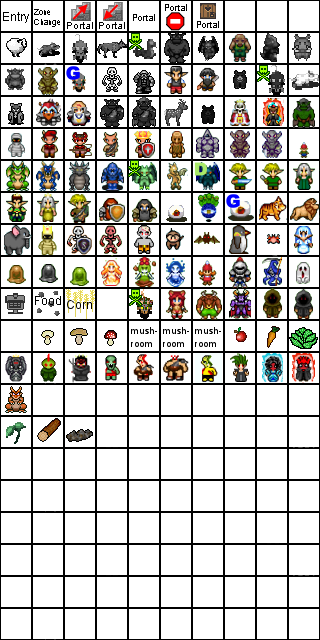 Entry
Zone
Change
Portal
Portal
Portal
Portal
Portal
G
D
G
Food
Corn
mush-
room
mush-
room
mush-
room